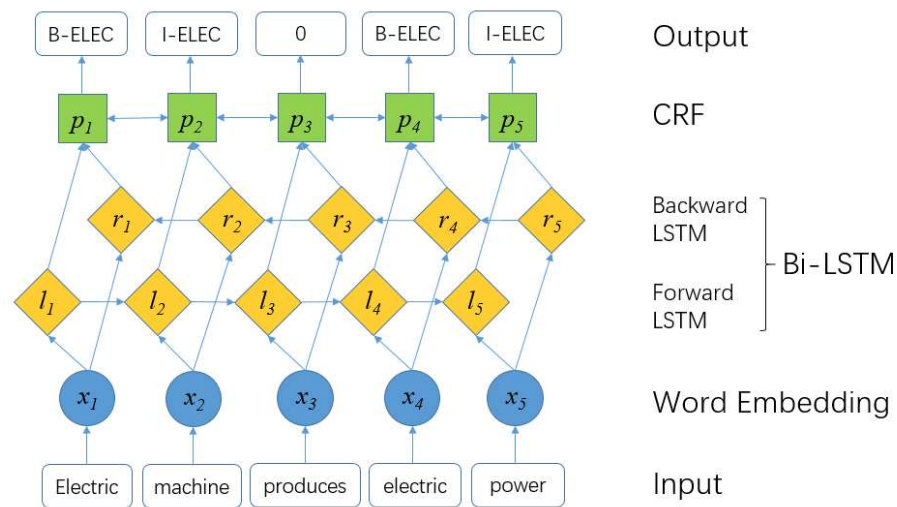 B-ELEC I-ELEC 0 B-ELEC I-ELEC Output
p1 p2 p3 p4 p5 CRF
r1 r2 r3 r4 r5 Backward
LSTM
Bi-LSTM
l1 l2 l3 l4 l5 Forward
LSTM
x1 x2 x3 x4 x5 Word Embedding
Electric machine produces electric power Input